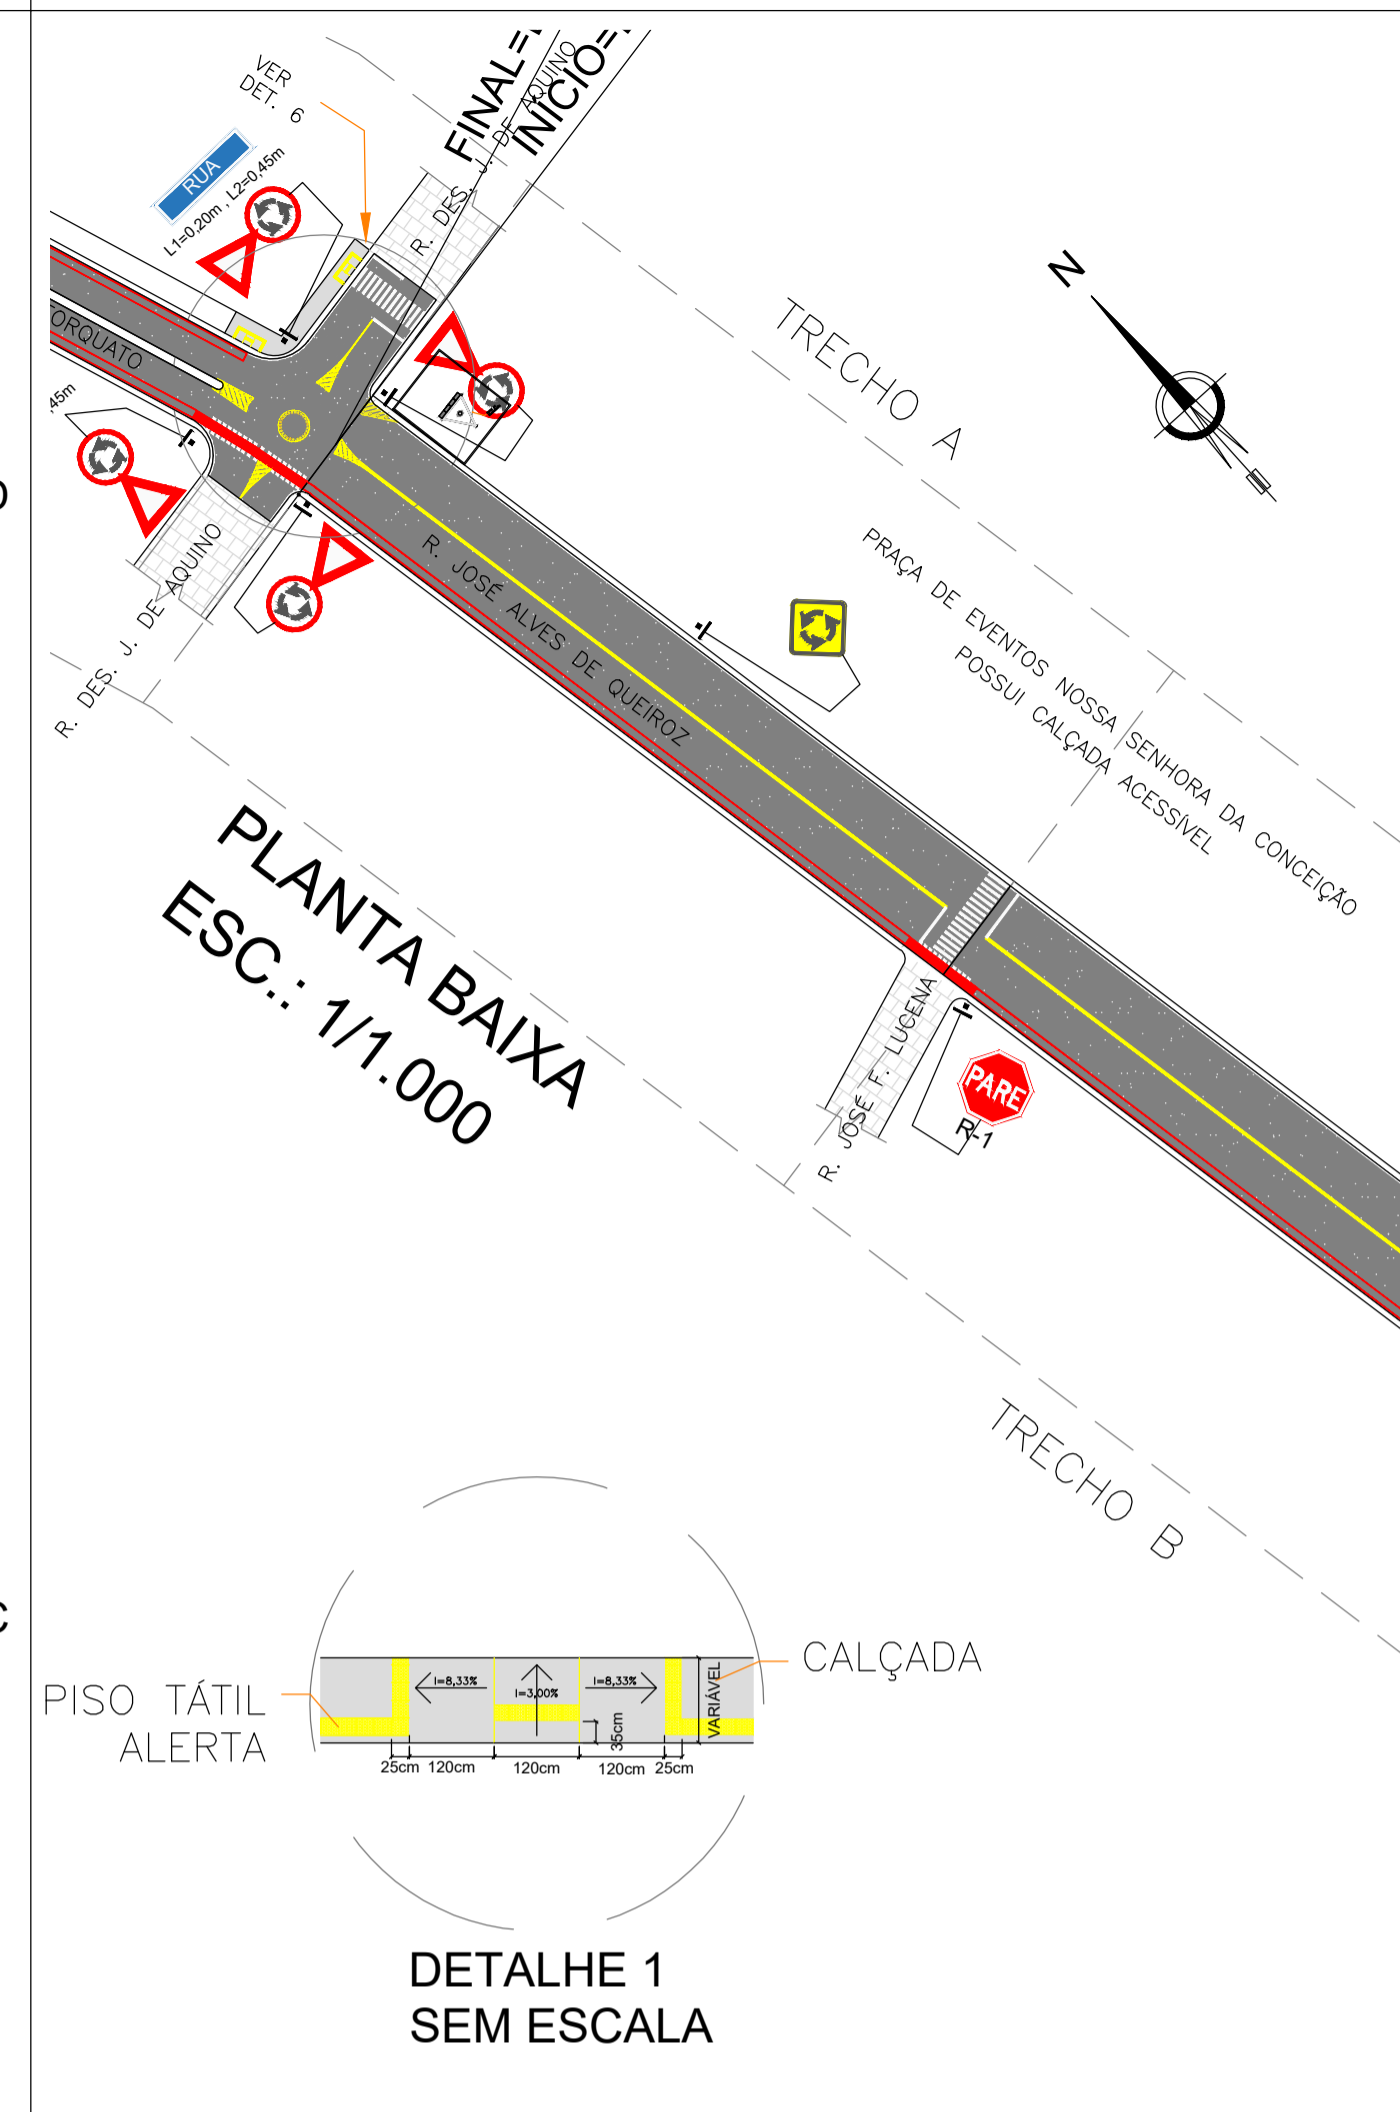 VER
DET. 6
RUA
L1=0,20m , L2=0,45m
FINAL=
INÍCIO=
R. DES. J. DE AQUINO
N
TRECHO A
TORQUATO
,45m
PRAÇA DE EVENTOS NOSSA SENHORA DA CONCEIÇÃO
POSSUI CALÇADA ACESSÍVEL
R. JOSÉ ALVES DE QUEIROZ
R. DES. J. DE AQUINO
PLANTA BAIXA
ESC.: 1/1.000
R. JOSÉ F. LUCENA
PARE
R-1
TRECHO B
CALÇADA
PISO TÁTIL
ALERTA
I=8,33%
I=3,00%
I=8,33%
VARIÁVEL
35cm
25cm 120cm 120cm 120cm 25cm
DETALHE 1
SEM ESCALA